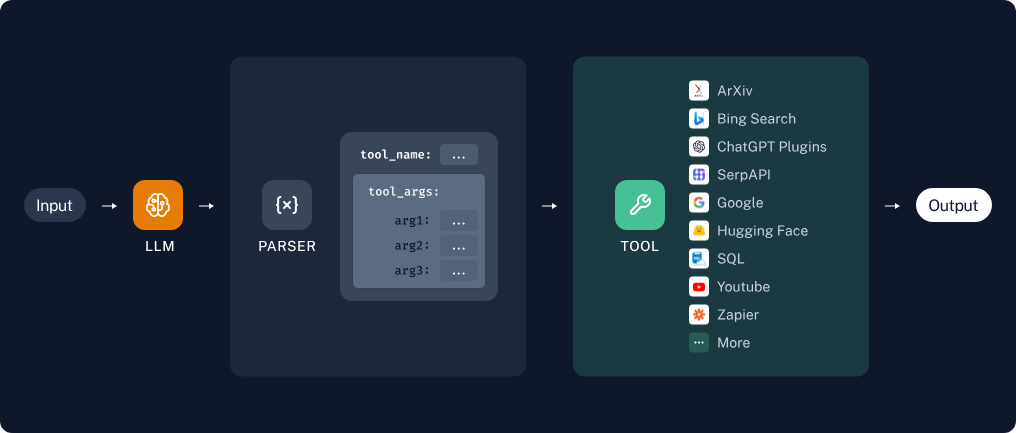 Input
LLM
{×}
PARSER
tool_name: ...
tool_args:
arg1: ...
arg2: ...
arg3: ...
TOOL
ArXiv
Bing Search
ChatGPT Plugins
SerpAPI
Google
Hugging Face
SQL
Youtube
Zapier
More
Output